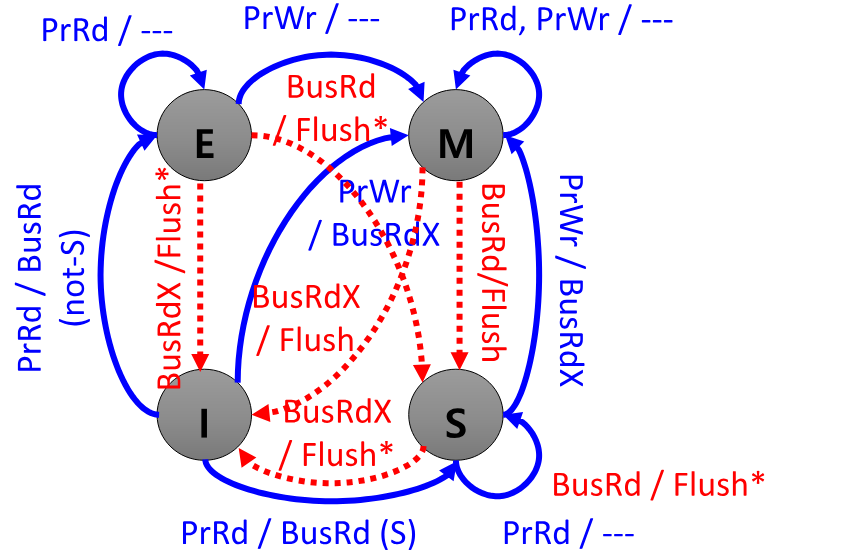 PrRd / ---
PrWr / ---
PrRd, PrWr / ---
BusRd
/ Flush*
E
M
PrWr
/ BusRdX
PrRd / BusRd
(not-S)
BusRdX /Flush*
BusRd/Flush
PrWr / BusRdX
BusRdX
/ Flush
I
S
BusRdX
/ Flush*
BusRd / Flush*
PrRd / BusRd (S)
PrRd / ---